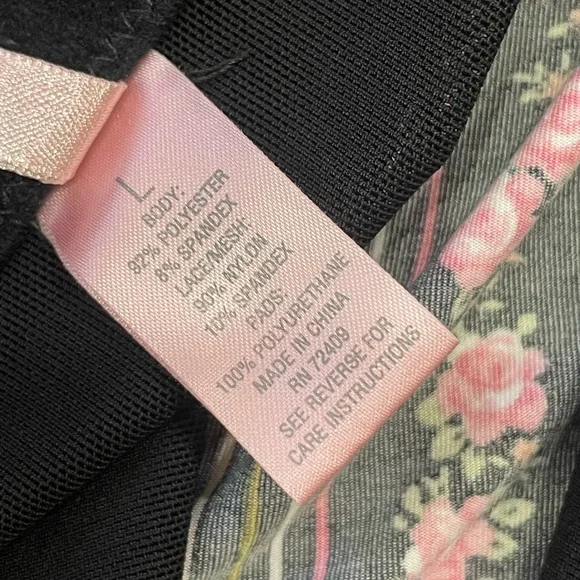 L
BODY:
92% POLYESTER
8% SPANDEX
LACE/MESH:
90% NYLON
10% SPANDEX
PADS:
100% POLYURETHANE
MADE IN CHINA
RN 72409
SEE REVERSE FOR
CARE INSTRUCTIONS